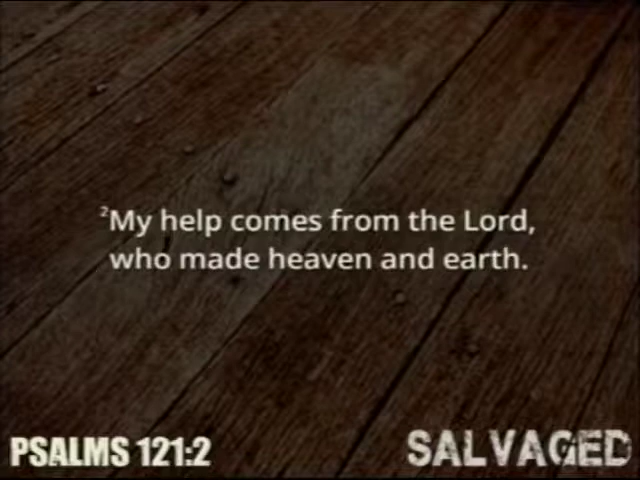 ²My help comes from the Lord,
who made heaven and earth.
PSALMS 121:2
SALVAGED